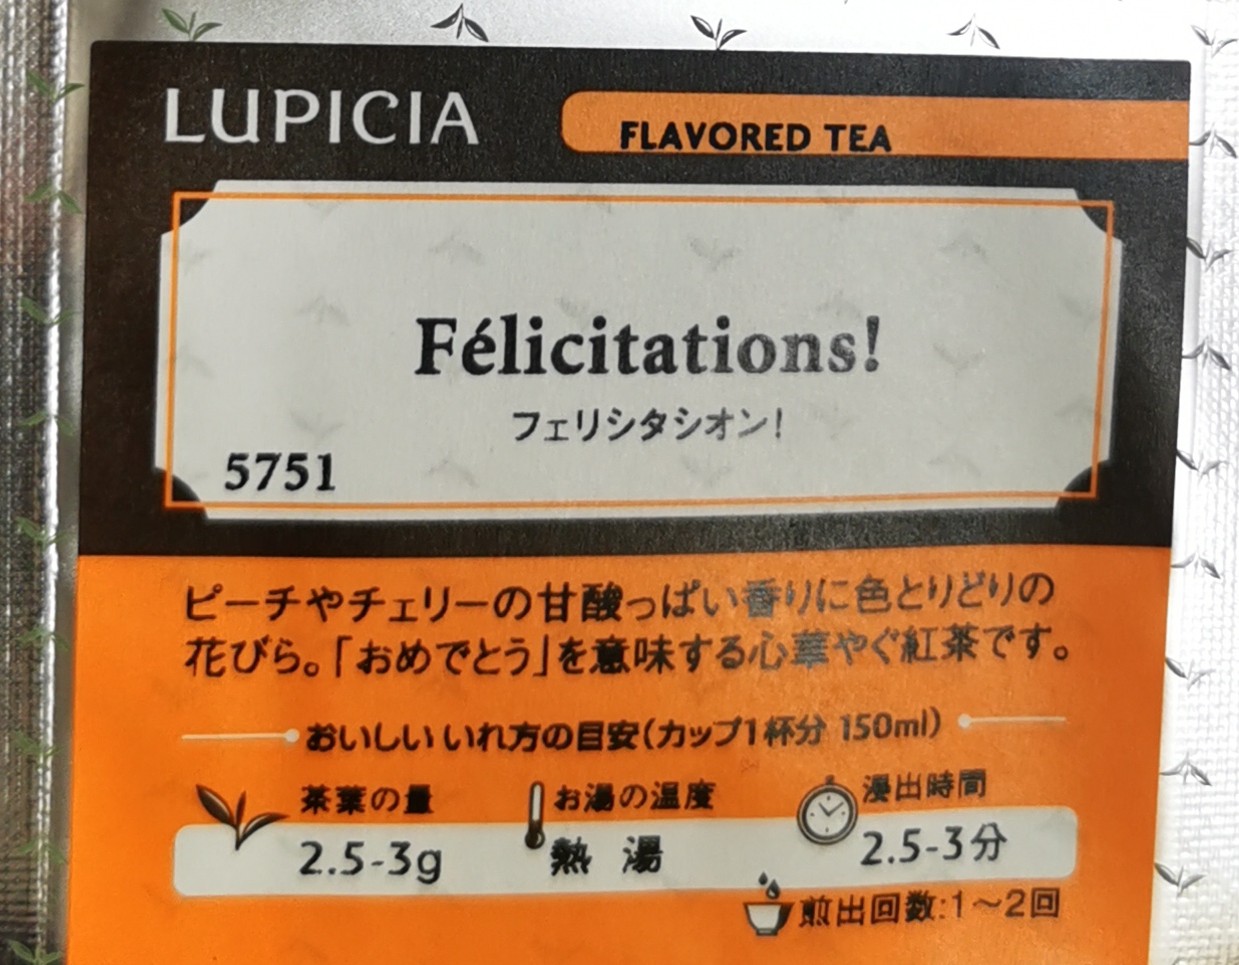 LUPICIA
FLAVORED TEA
Félicitations!
フェリシタシオン!
5751
ピーチやチェリーの甘酸っぱい香りに色とりどりの
花びら。「おめでとう」を意味する心華やぐ紅茶です。
おいしいいれ方の目安(カップ1杯分 150ml)
茶葉の量
お湯の温度
浸出時間
2.5-3g
熱 湯
2.5-3分
煎出回数:1〜2回